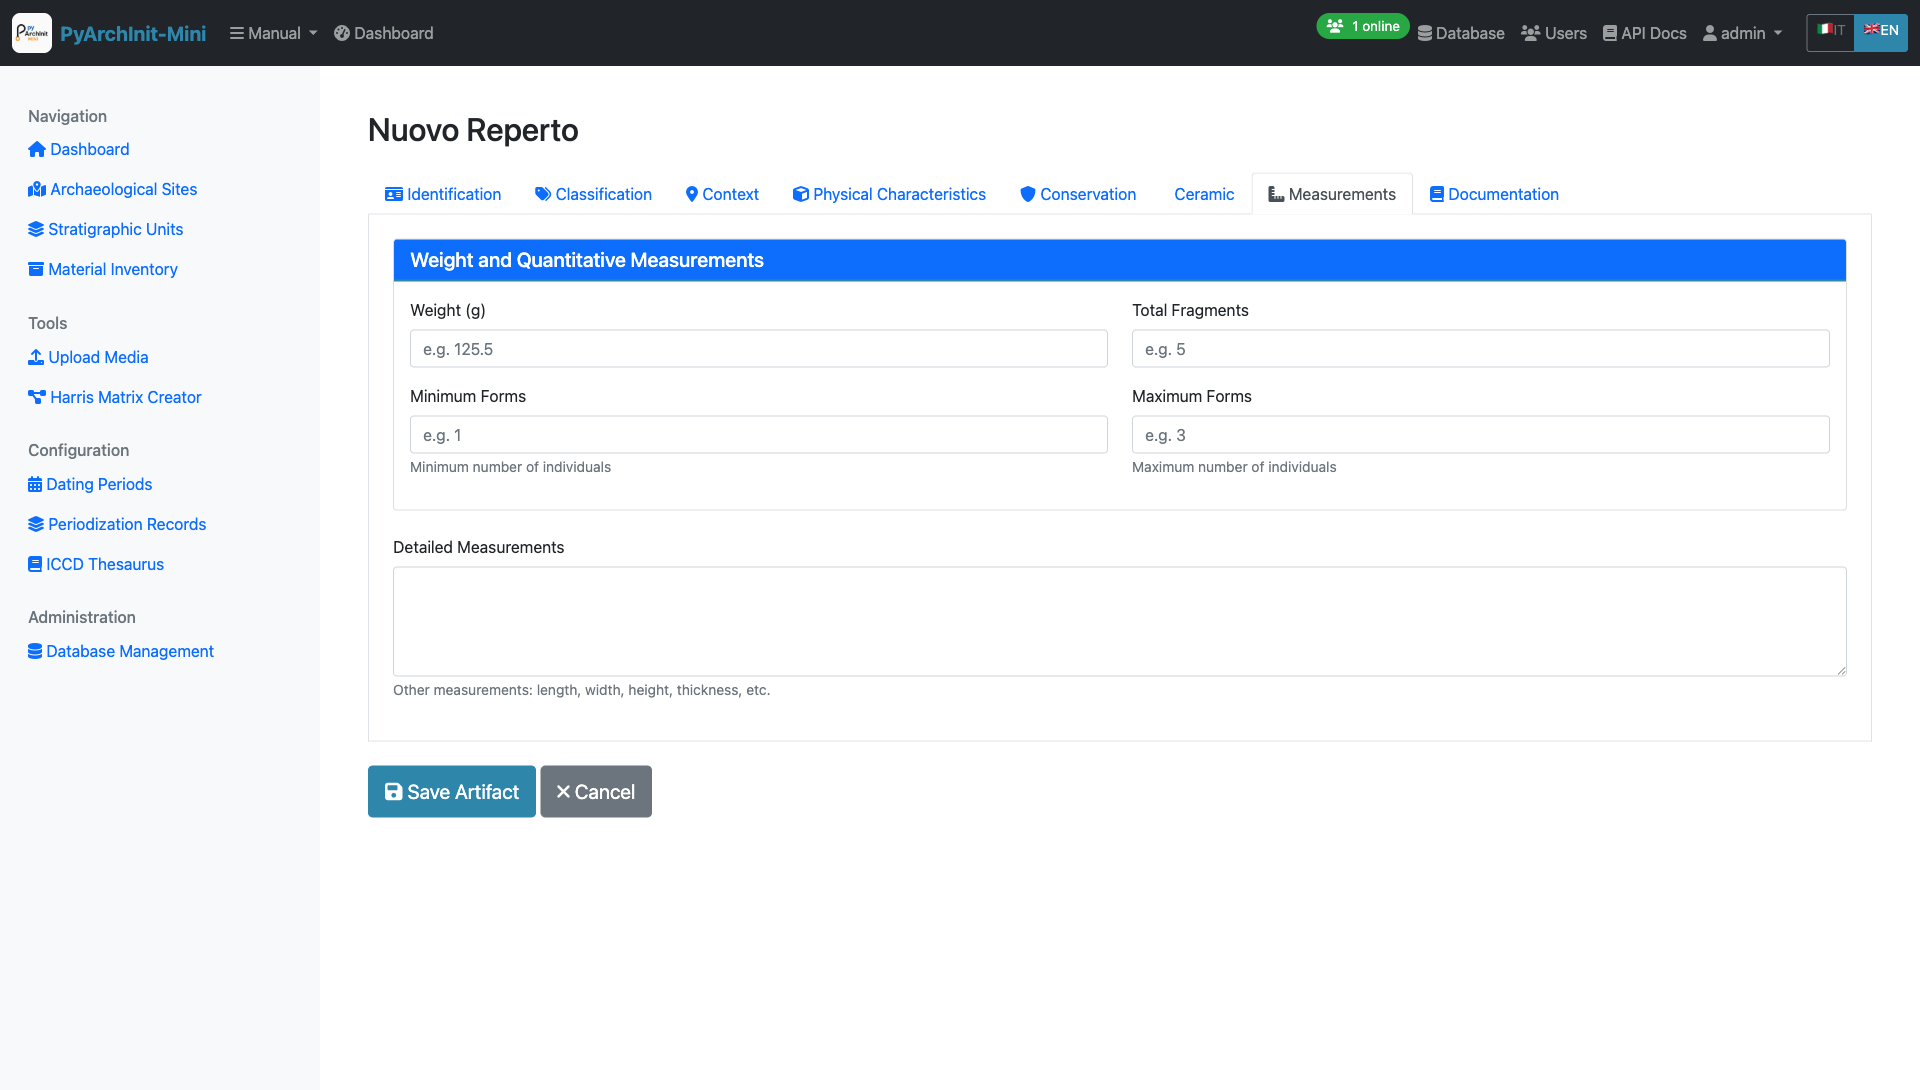 PyArchInit-Mini
Manual
Dashboard
1 online
Database
Users
API Docs
admin
IT
EN
Navigation
Dashboard
Archaeological Sites
Stratigraphic Units
Material Inventory
Tools
Upload Media
Harris Matrix Creator
Configuration
Dating Periods
Periodization Records
ICCD Thesaurus
Administration
Database Management
Nuovo Reperto
Identification
Classification
Context
Physical Characteristics
Conservation
Ceramic
Measurements
Documentation
Weight and Quantitative Measurements
Weight (g)
e.g. 125.5
Total Fragments
e.g. 5
Minimum Forms
e.g. 1
Minimum number of individuals
Maximum Forms
e.g. 3
Maximum number of individuals
Detailed Measurements
Other measurements: length, width, height, thickness, etc.
Save Artifact
Cancel